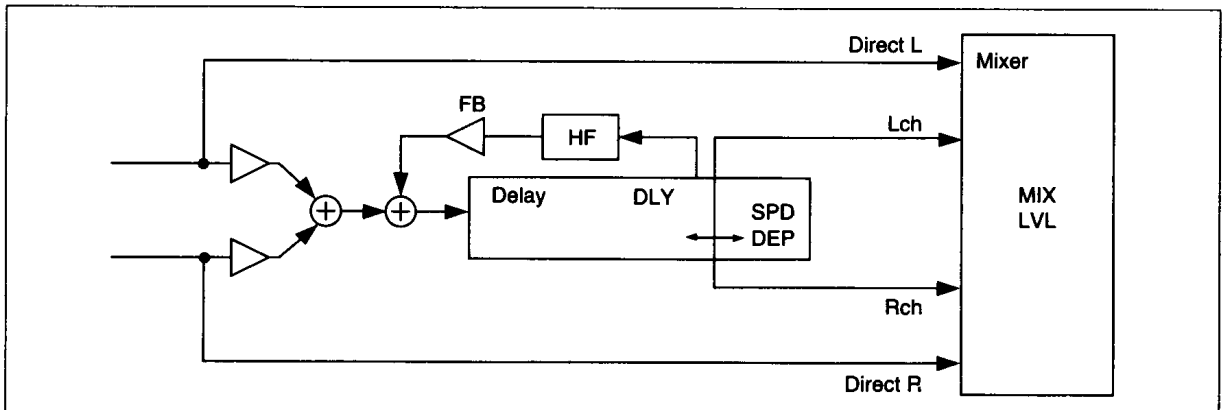 Direct L
Mixer
FB
HF
Lch
Delay
DLY
SPD
DEP
MIX
LVL
Rch
Direct R